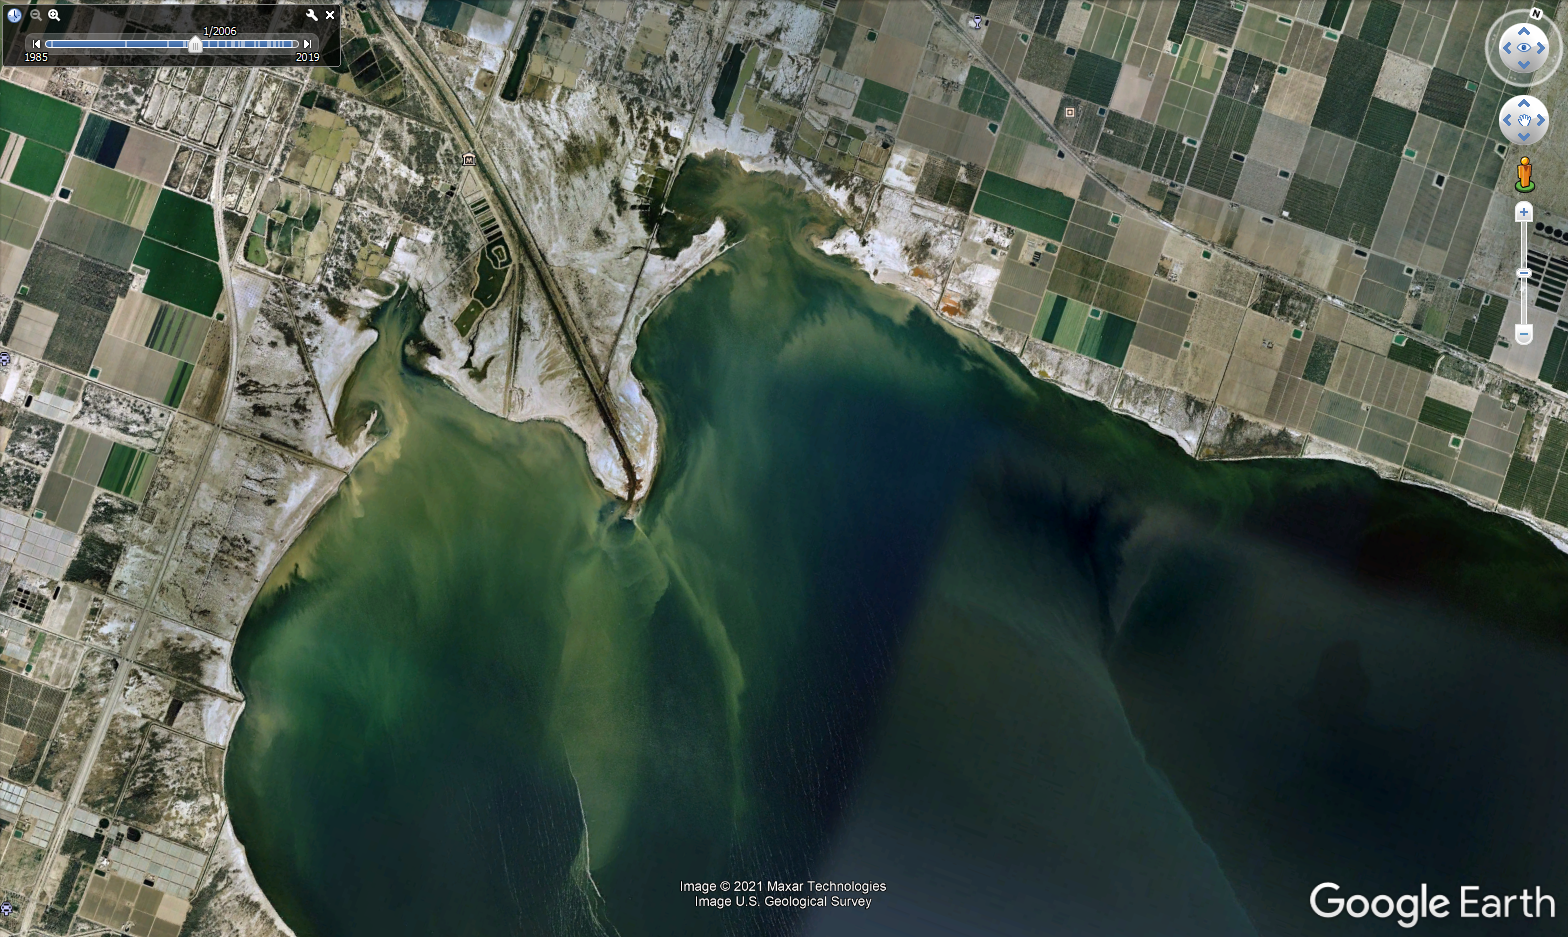 1/2006
1985
2019
N
Image © 2021 Maxar Technologies
Image U.S. Geological Survey
Google Earth